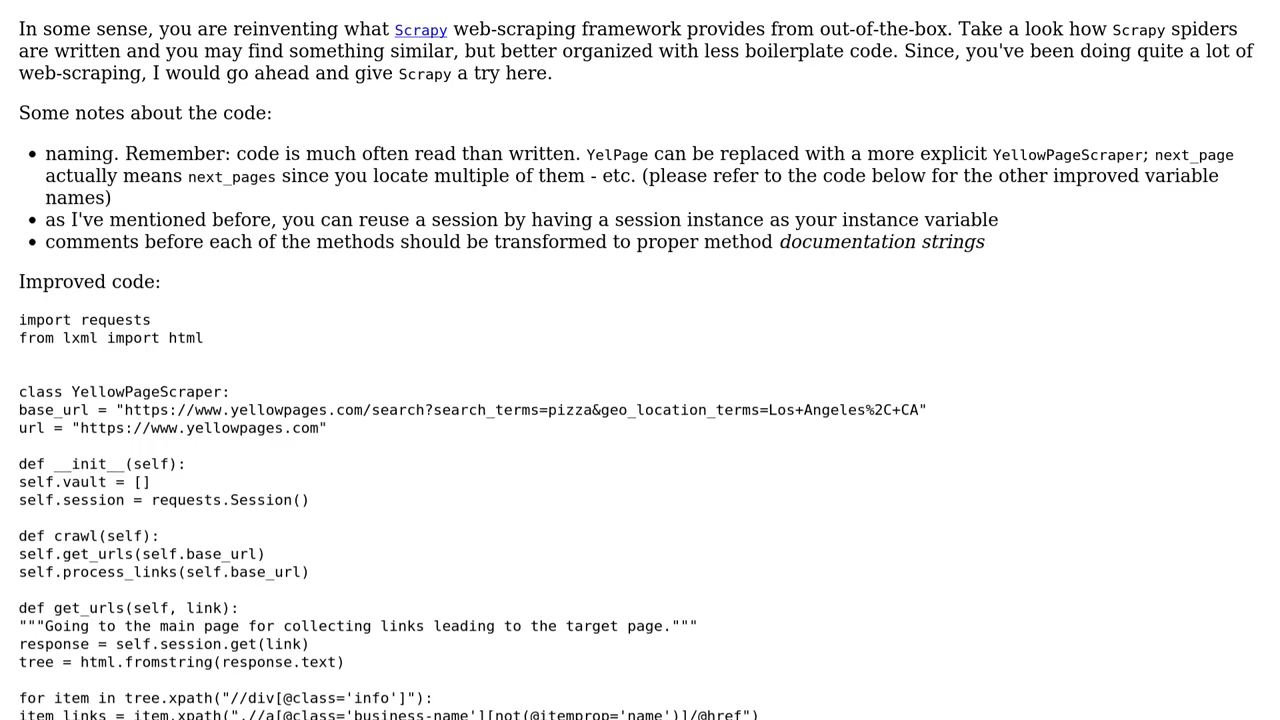 In some sense, you are reinventing what Scrapy web-scraping framework provides from out-of-the-box. Take a look how Scrapy spiders
are written and you may find something similar, but better organized with less boilerplate code. Since, you've been doing quite a lot of
web-scraping, I would go ahead and give Scrapy a try here.
Some notes about the code:
• naming. Remember: code is much often read than written. YelPage can be replaced with a more explicit YellowPageScraper; next_page
actually means next_pages since you locate multiple of them - etc. (please refer to the code below for the other improved variable
names)
• as I've mentioned before, you can reuse a session by having a session instance as your instance variable
• comments before each of the methods should be transformed to proper method documentation strings
Improved code:
import requests
from lxml import html
class YellowPageScraper:
base_url = "https://www.yellowpages.com/search?search_terms=pizza&geo_location_terms=Los+Angeles%2C+CA"
url = "https://www.yellowpages.com"
def __init__(self):
self.vault = []
self.session = requests.Session()
def crawl(self):
self.get_urls(self.base_url)
self.process_links(self.base_url)
def get_urls(self, link):
"""Going to the main page for collecting links leading to the target page."""
response = self.session.get(link)
tree = html.fromstring(response.text)
for item in tree.xpath("//div[@class='info']"):
item_links = item.xpath(".//a[@class='business-name'][not(@itemprop='name')]/@href")